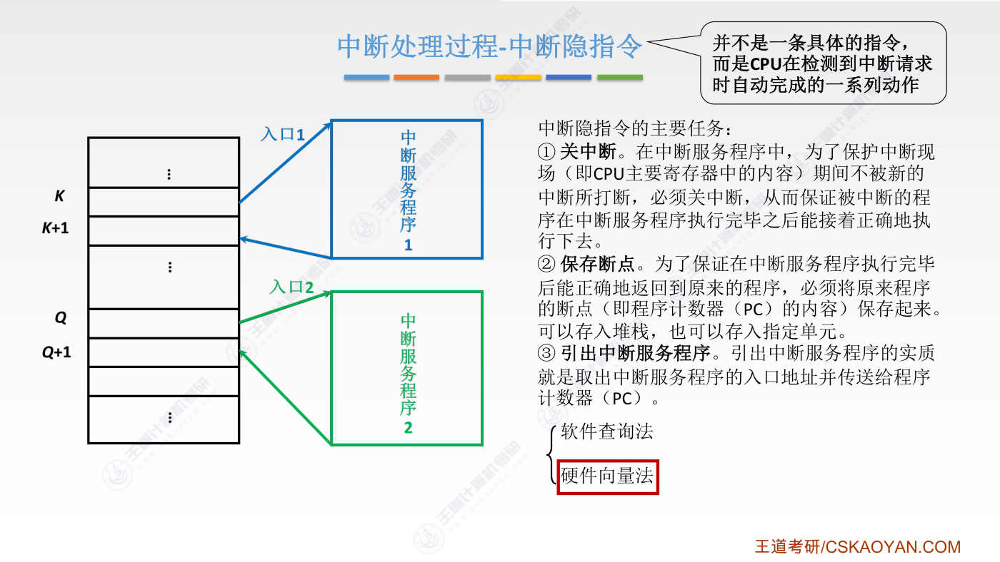 中断处理过程-中断隐指令
并不是一条具体的指令，
而是CPU在检测到中断请求
时自动完成的一系列动作
入口1
中断服务程序1
…
K
K+1
…
入口2
中断服务程序2
Q
Q+1
…
中断隐指令的主要任务：
① 关中断。在中断服务程序中，为了保护中断现
场（即CPU主要寄存器中的内容）期间不被新的
中断所打断，必须关中断，从而保证被中断的程
序在中断服务程序执行完毕之后能接着正确地执
行下去。
② 保存断点。为了保证在中断服务程序执行完毕
后能正确地返回到原来的程序，必须将原来程序
的断点（即程序计数器（PC）的内容）保存起来。
可以存入堆栈，也可以存入指定单元。
③ 引出中断服务程序。引出中断服务程序的实质
就是取出中断服务程序的入口地址并传送给程序
计数器（PC）。
软件查询法
硬件向量法
王道考研/CSKAOYAN.COM